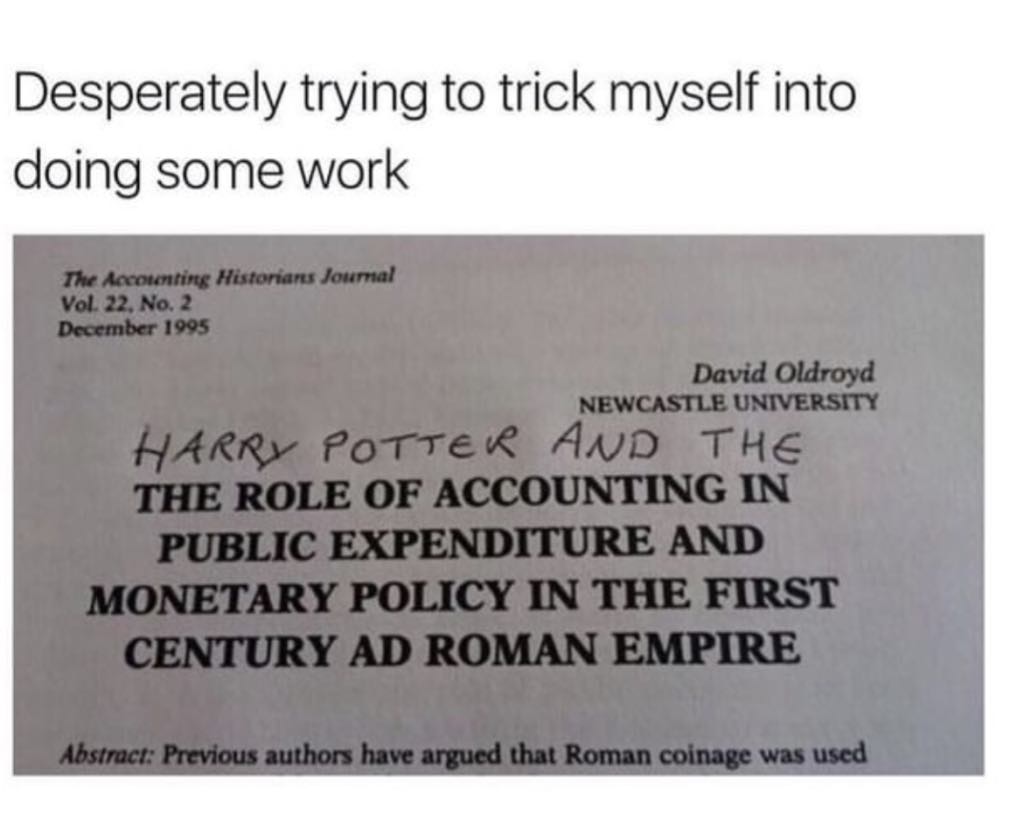 Desperately trying to trick myself into
doing some work
The Accounting Historians Journal
Vol. 22, No. 2
December 1995
David Oldroyd
NEWCASTLE UNIVERSITY
HARRY POTTER AND THE
THE ROLE OF ACCOUNTING IN
PUBLIC EXPENDITURE AND
MONETARY POLICY IN THE FIRST
CENTURY AD ROMAN EMPIRE
Abstract: Previous authors have argued that Roman coinage was used